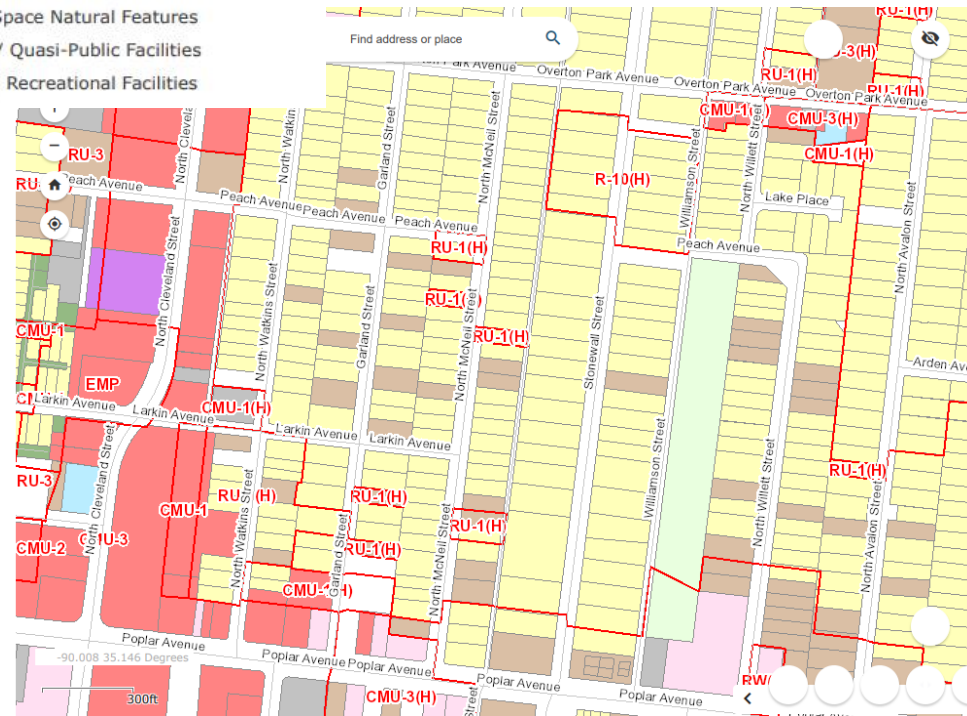 Space Natural Features
/ Quasi-Public Facilities
Recreational Facilities
Find address or place
RU-1(H)
-3(H)
RU-1(H)
RU-1(H)
Park Avenue
Overton Park Avenue
Overton Park Avenue
Overton Park Avenue
CMU-1(
CMU-3(H)
CMU-1(H)
RU-3
R-10(H)
Peach Avenue
Peach Avenue
Peach Avenue
Peach Avenue
Peach Avenue
Lake Place
North Cleveland Street
North Watkins Street
North Watkins Street
North Watkins Street
Garland Street
Garland Street
Garland Street
North McNeil Street
North McNeil Street
North McNeil Street
Stonewall Street
Williamson Street
Williamson Street
North Willett Street
North Willett Street
North Avalon Street
North Avalon Street
RU-1(H)
RU-1(
RU-1(H)
CMU-1
EMP
CMU-1(H)
Arden Av
Larkin Avenue
Larkin Avenue
Larkin Avenue
Larkin Avenue
RU-3
North Cleveland Street
CMU-1
RU-1(H)
RU-1(H)
RU-1(H)
RU-1(H)
RU-1(H)
CMU-2
CMU-3
CMU-1(H)
Poplar Avenue
Poplar Avenue
Poplar Avenue
Poplar Avenue
Poplar Avenue
-90.008 35.146 Degrees
300ft
CMU-3(H)
RW(